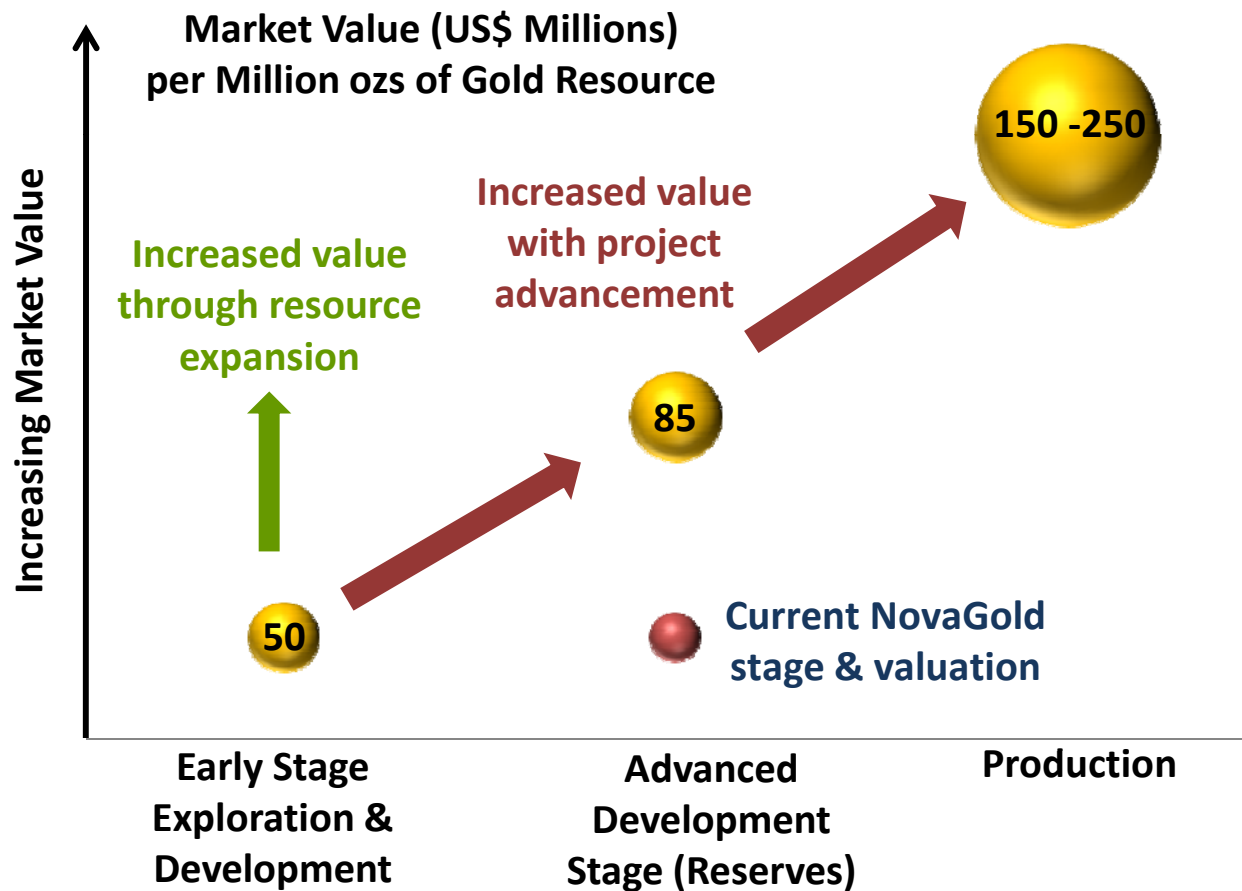 Market Value (US$ Millions)
per Million ozs of Gold Resource
150 -250
Increased value
with project
advancement
Increased value
through resource
expansion
Increasing Market Value
85
50
Current NovaGold
stage & valuation
Early Stage
Exploration &
Development
Advanced
Development
Stage (Reserves)
Production